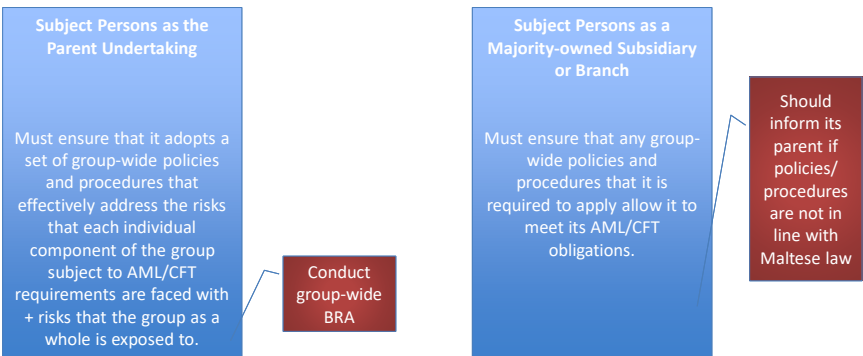 Subject Persons as the
Parent Undertaking
Must ensure that it adopts a
set of group-wide policies
and procedures that
effectively address the risks
that each individual
component of the group
subject to AML/CFT
requirements are faced with
+ risks that the group as a
whole is exposed to.
Conduct
group-wide
BRA
Subject Persons as a
Majority-owned Subsidiary
or Branch
Must ensure that any group-
wide policies and
procedures that it is
required to apply allow it to
meet its AML/CFT
obligations.
Should
inform its
parent if
policies/
procedures
are not in
line with
Maltese law